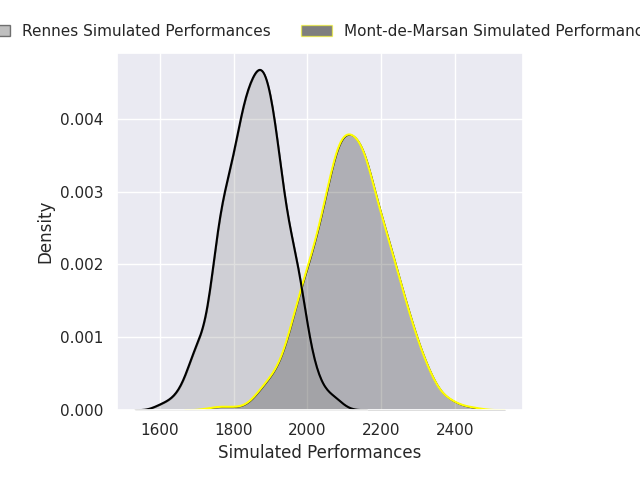 Rennes Simulated Performances
Mont-de-Marsan Simulated
0.004
0.003
0.002
0.001
0.000
Density
1600 1800 2000 2200 2400
Simulated Performances